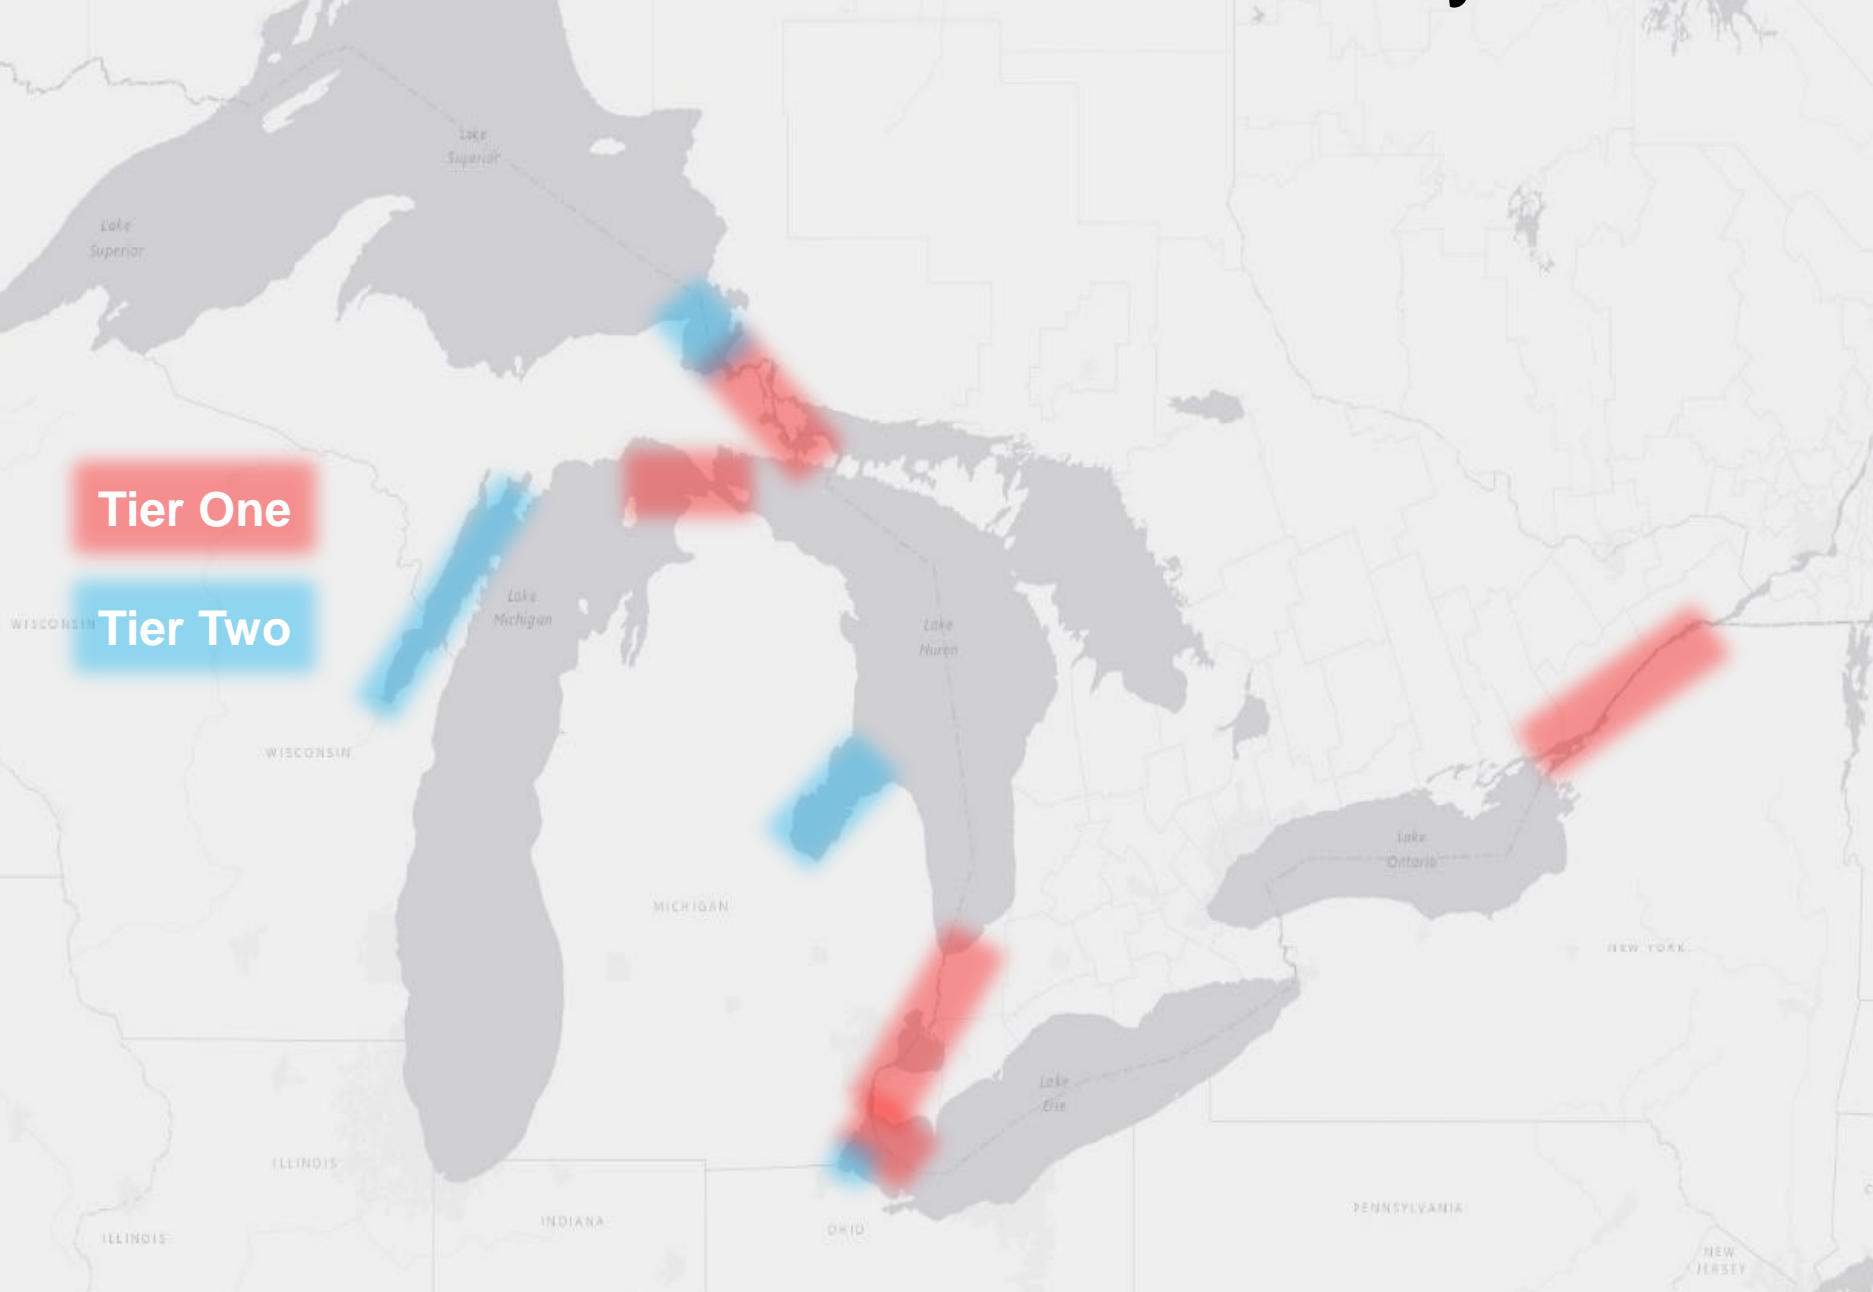 Lake
Superior
Lake
Superior
Tier One
Tier Two
WISCONSIN
Lake
Michigan
Lake
Huron
WISCONSIN
Lake
Ontario
MICHIGAN
NEW YORK
Lake
Erie
ILLINOIS
INDIANA
OHIO
PENNSYLVANIA
ILLINOIS
NEW
JERSEY